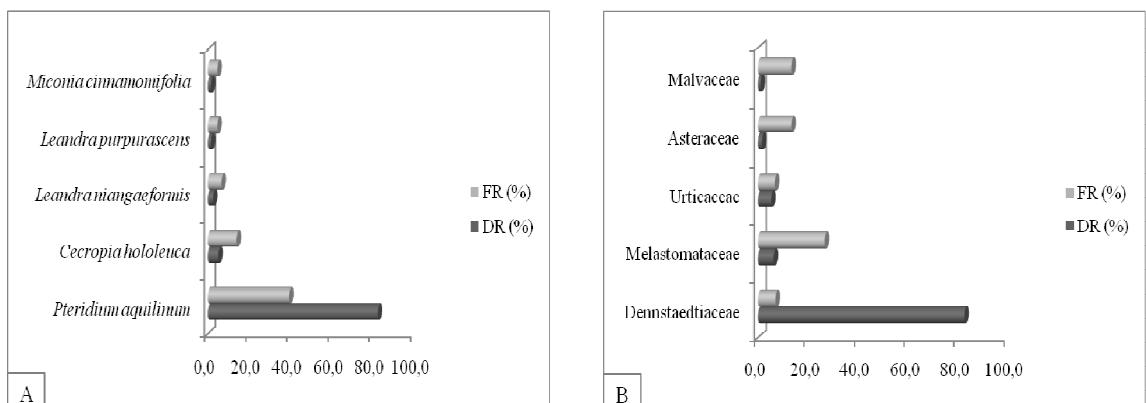 Miconia cinnamomifolia
Leandra purpurascens
Leandra niangaeformis
Cecropia hololeuca
Pteridium aquilinum
0,0 20,0 40,0 60,0 80,0 100,0
FR (%)
DR (%)
A
Malvaceae
Asteraceae
Urticaceae
Melastomataceae
Dennstaedtiaceae
0,0 20,0 40,0 60,0 80,0 100,0
FR (%)
DR (%)
B